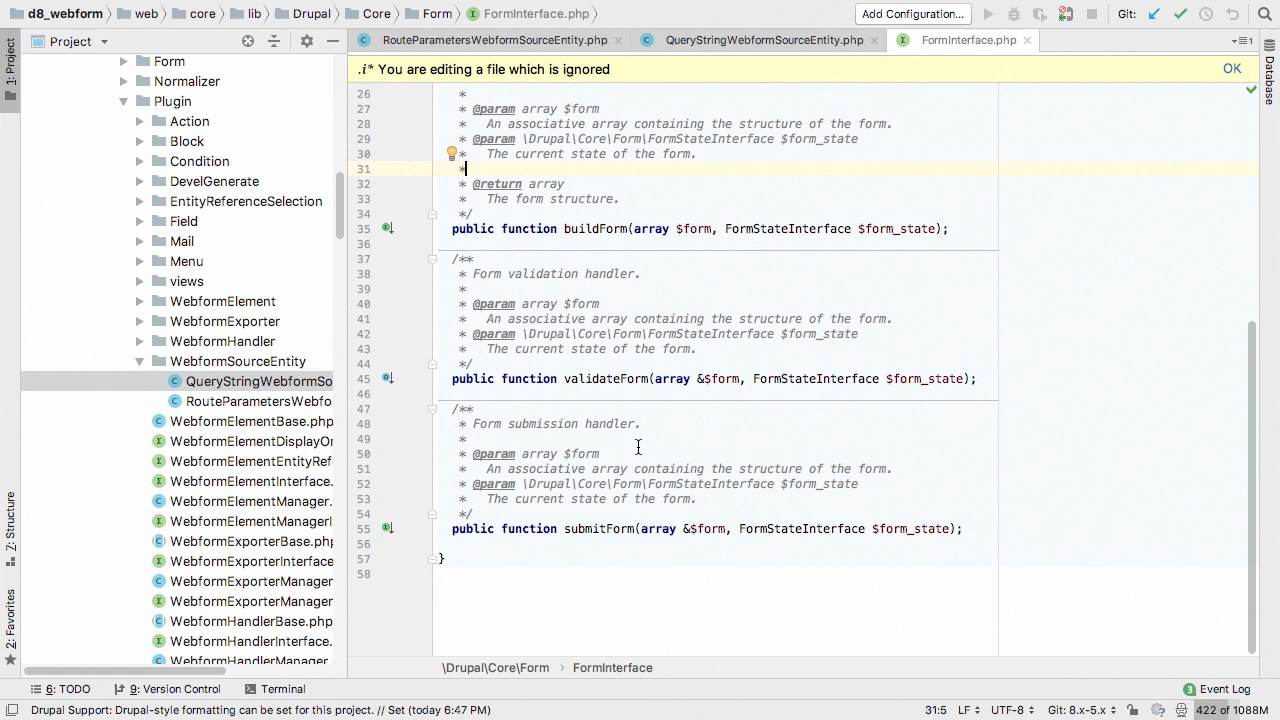 d8_webform
web
core
lib
Drupal
Core
Form
FormInterface.php
Add Configuration...
Git:
1: Project
Project
RouteParametersWebformSourceEntity.php
QueryStringWebformSourceEntity.php
FormInterface.php
1
Database
.i* You are editing a file which is ignored
OK
Form
Normalizer
Plugin
Action
Block
Condition
DevelGenerate
EntityReferenceSelection
Field
Mail
Menu
views
WebformElement
WebformExporter
WebformHandler
WebformSourceEntity
QueryStringWebformSo
RouteParametersWebfo
WebformElementBase.php
WebformElementDisplayOn
WebformElementEntityRef
WebformElementInterface.
WebformElementManager.
WebformElementManagerI
WebformExporterBase.php
WebformExporterInterface
WebformExporterManager
WebformExporterManager
WebformHandlerBase.php
WebformHandlerInterface.
WebformHandlerManager
26 *
27 * @param array $form
28 *   An associative array containing the structure of the form.
29 * @param \Drupal\Core\Form\FormStateInterface $form_state
30 *   The current state of the form.
31 *
32 * @return array
33 *   The form structure.
34 */
35 public function buildForm(array $form, FormStateInterface $form_state);
36
37 /**
38 * Form validation handler.
39 *
40 * @param array $form
41 *   An associative array containing the structure of the form.
42 * @param \Drupal\Core\Form\FormStateInterface $form_state
43 *   The current state of the form.
44 */
45 public function validateForm(array &$form, FormStateInterface $form_state);
46
47 /**
48 * Form submission handler.
49 *
50 * @param array $form
51 *   An associative array containing the structure of the form.
52 * @param \Drupal\Core\Form\FormStateInterface $form_state
53 *   The current state of the form.
54 */
55 public function submitForm(array &$form, FormStateInterface $form_state);
56
57 }
58
Z: Structure
2: Favorites
\Drupal\Core\Form › FormInterface
6: TODO
9: Version Control
Terminal
3 Event Log
Drupal Support: Drupal-style formatting can be set for this project. // Set (today 6:47 PM)
31:5 LF UTF-8 Git: 8.x-5.x 422 of 1088M